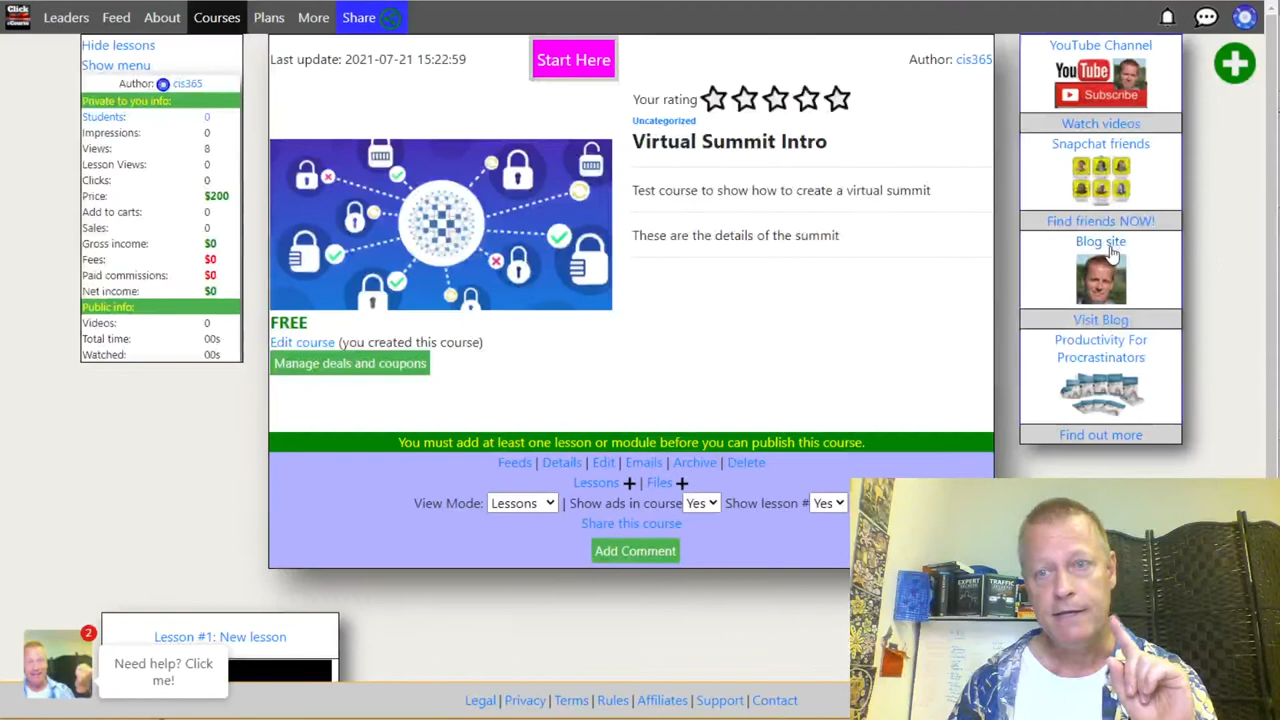 Click
eCourse
Leaders Feed About Courses Plans More Share
Hide lessons
Show menu
Author: cis365
Private to you info:
Students: 0
Impressions: 0
Views: 8
Lesson Views: 0
Clicks: 0
Price: $200
Add to carts: 0
Sales: 0
Gross income: $0
Fees: $0
Paid commissions: $0
Net income: $0
Public info:
Videos: 0
Total time: 00s
Watched: 00s
Last update: 2021-07-21 15:22:59
Start Here
Author: cis365
Your rating
Uncategorized
Virtual Summit Intro
Test course to show how to create a virtual summit
These are the details of the summit
FREE
Edit course (you created this course)
Manage deals and coupons
You must add at least one lesson or module before you can publish this course.
Feeds | Details | Edit | Emails | Archive | Delete
Lessons + | Files +
View Mode: Lessons | Show ads in course Yes Show lesson # Yes
Share this course
Add Comment
YouTube Channel
YouTube
Subscribe
Watch videos
Snapchat friends
Find friends NOW!
Blog site
Visit Blog
Productivity For
Procrastinators
Find out more
Lesson #1: New lesson
2
Need help? Click
me!
EXPERT
TRAFFIC
Legal | Privacy | Terms | Rules | Affiliates | Support | Contact